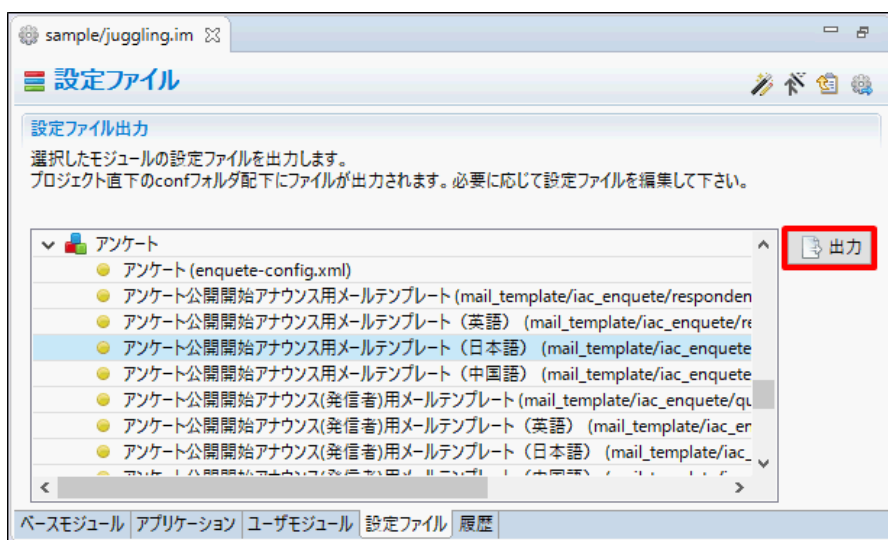 sample/juggling.im
設定ファイル
設定ファイル出力
選択したモジュールの設定ファイルを出力します。
プロジェクト直下のconfフォルダ配下にファイルが出力されます。必要に応じて設定ファイルを編集して下さい。
アンケート
出力
アンケート (enquete-config.xml)
アンケート公開開始アナウンス用メールテンプレート (mail_template/iac_enquete/responden
アンケート公開開始アナウンス用メールテンプレート（英語） (mail_template/iac_enquete/re
アンケート公開開始アナウンス用メールテンプレート（日本語） (mail_template/iac_enquete
アンケート公開開始アナウンス用メールテンプレート（中国語） (mail_template/iac_enquete
アンケート公開開始アナウンス(発信者)用メールテンプレート (mail_template/iac_enquete/qu
アンケート公開開始アナウンス(発信者)用メールテンプレート（英語） (mail_template/iac_en
アンケート公開開始アナウンス(発信者)用メールテンプレート（日本語） (mail_template/iac_
ベースモジュール アプリケーション ユーザモジュール 設定ファイル 履歴